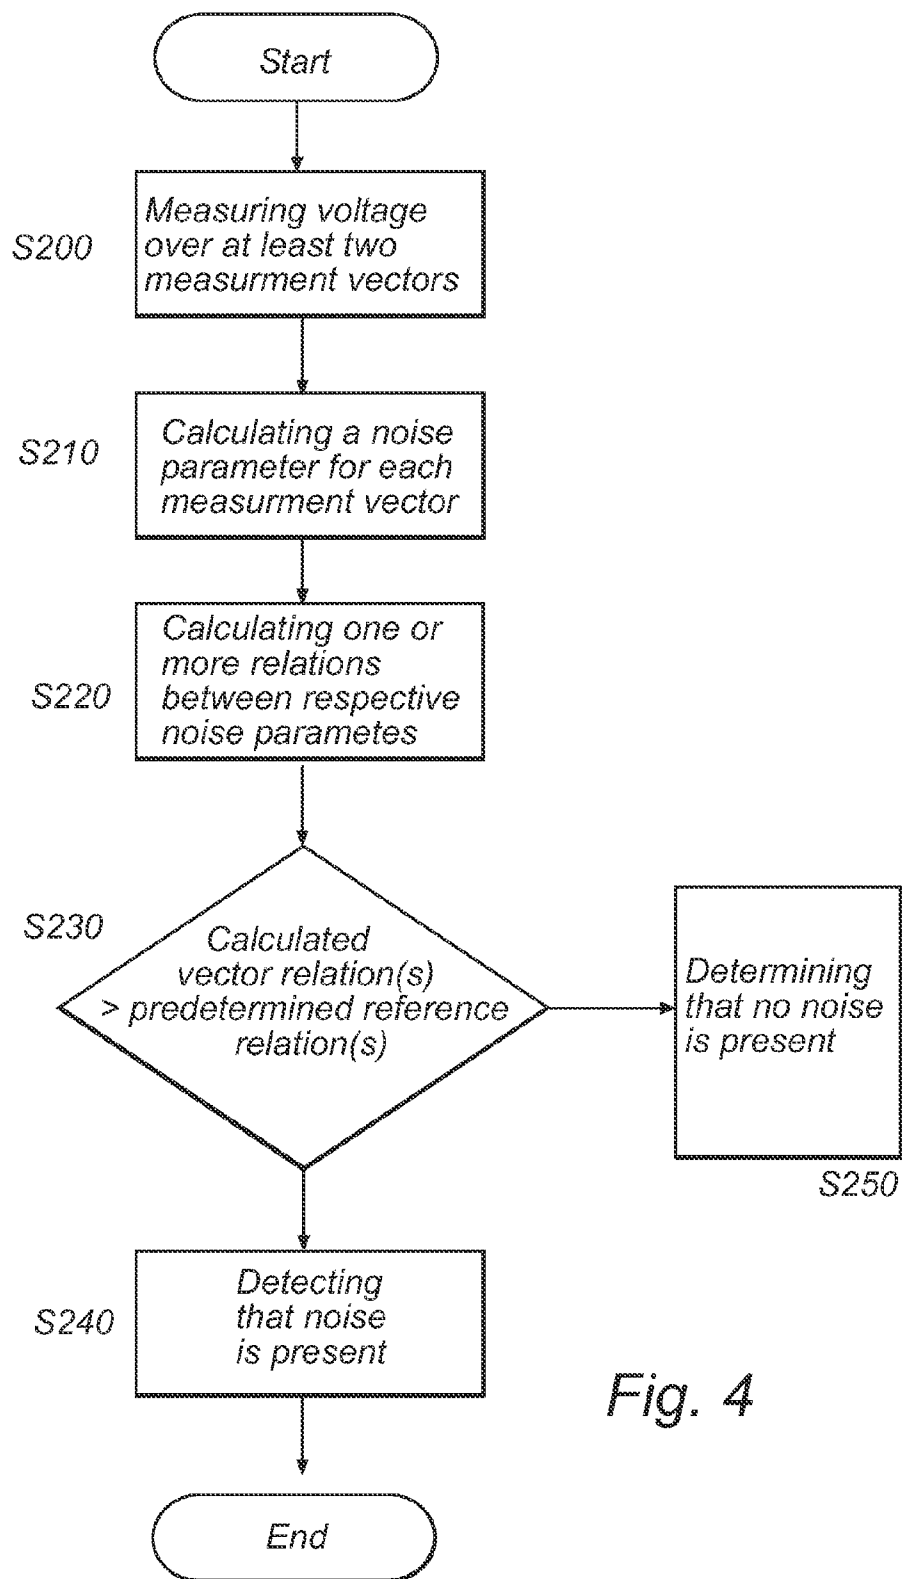 Start
S200
Measuring voltage
over at least two
measurment vectors
S210
Calculating a noise
parameter for each
measurment vector
S220
Calculating one or
more relations
between respective
noise parametes
S230
Calculated
vector relation(s)
> predetermined reference
relation(s)
Determining
that no noise
is present
S250
S240
Detecting
that noise
is present
Fig. 4
End